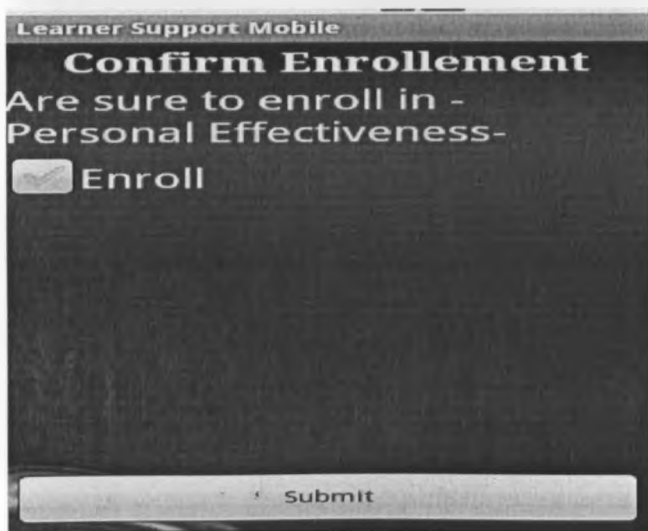 Learner Support Mobile
Confirm Enrollement
Are sure to enroll in -
Personal Effectiveness-
Enroll
Submit